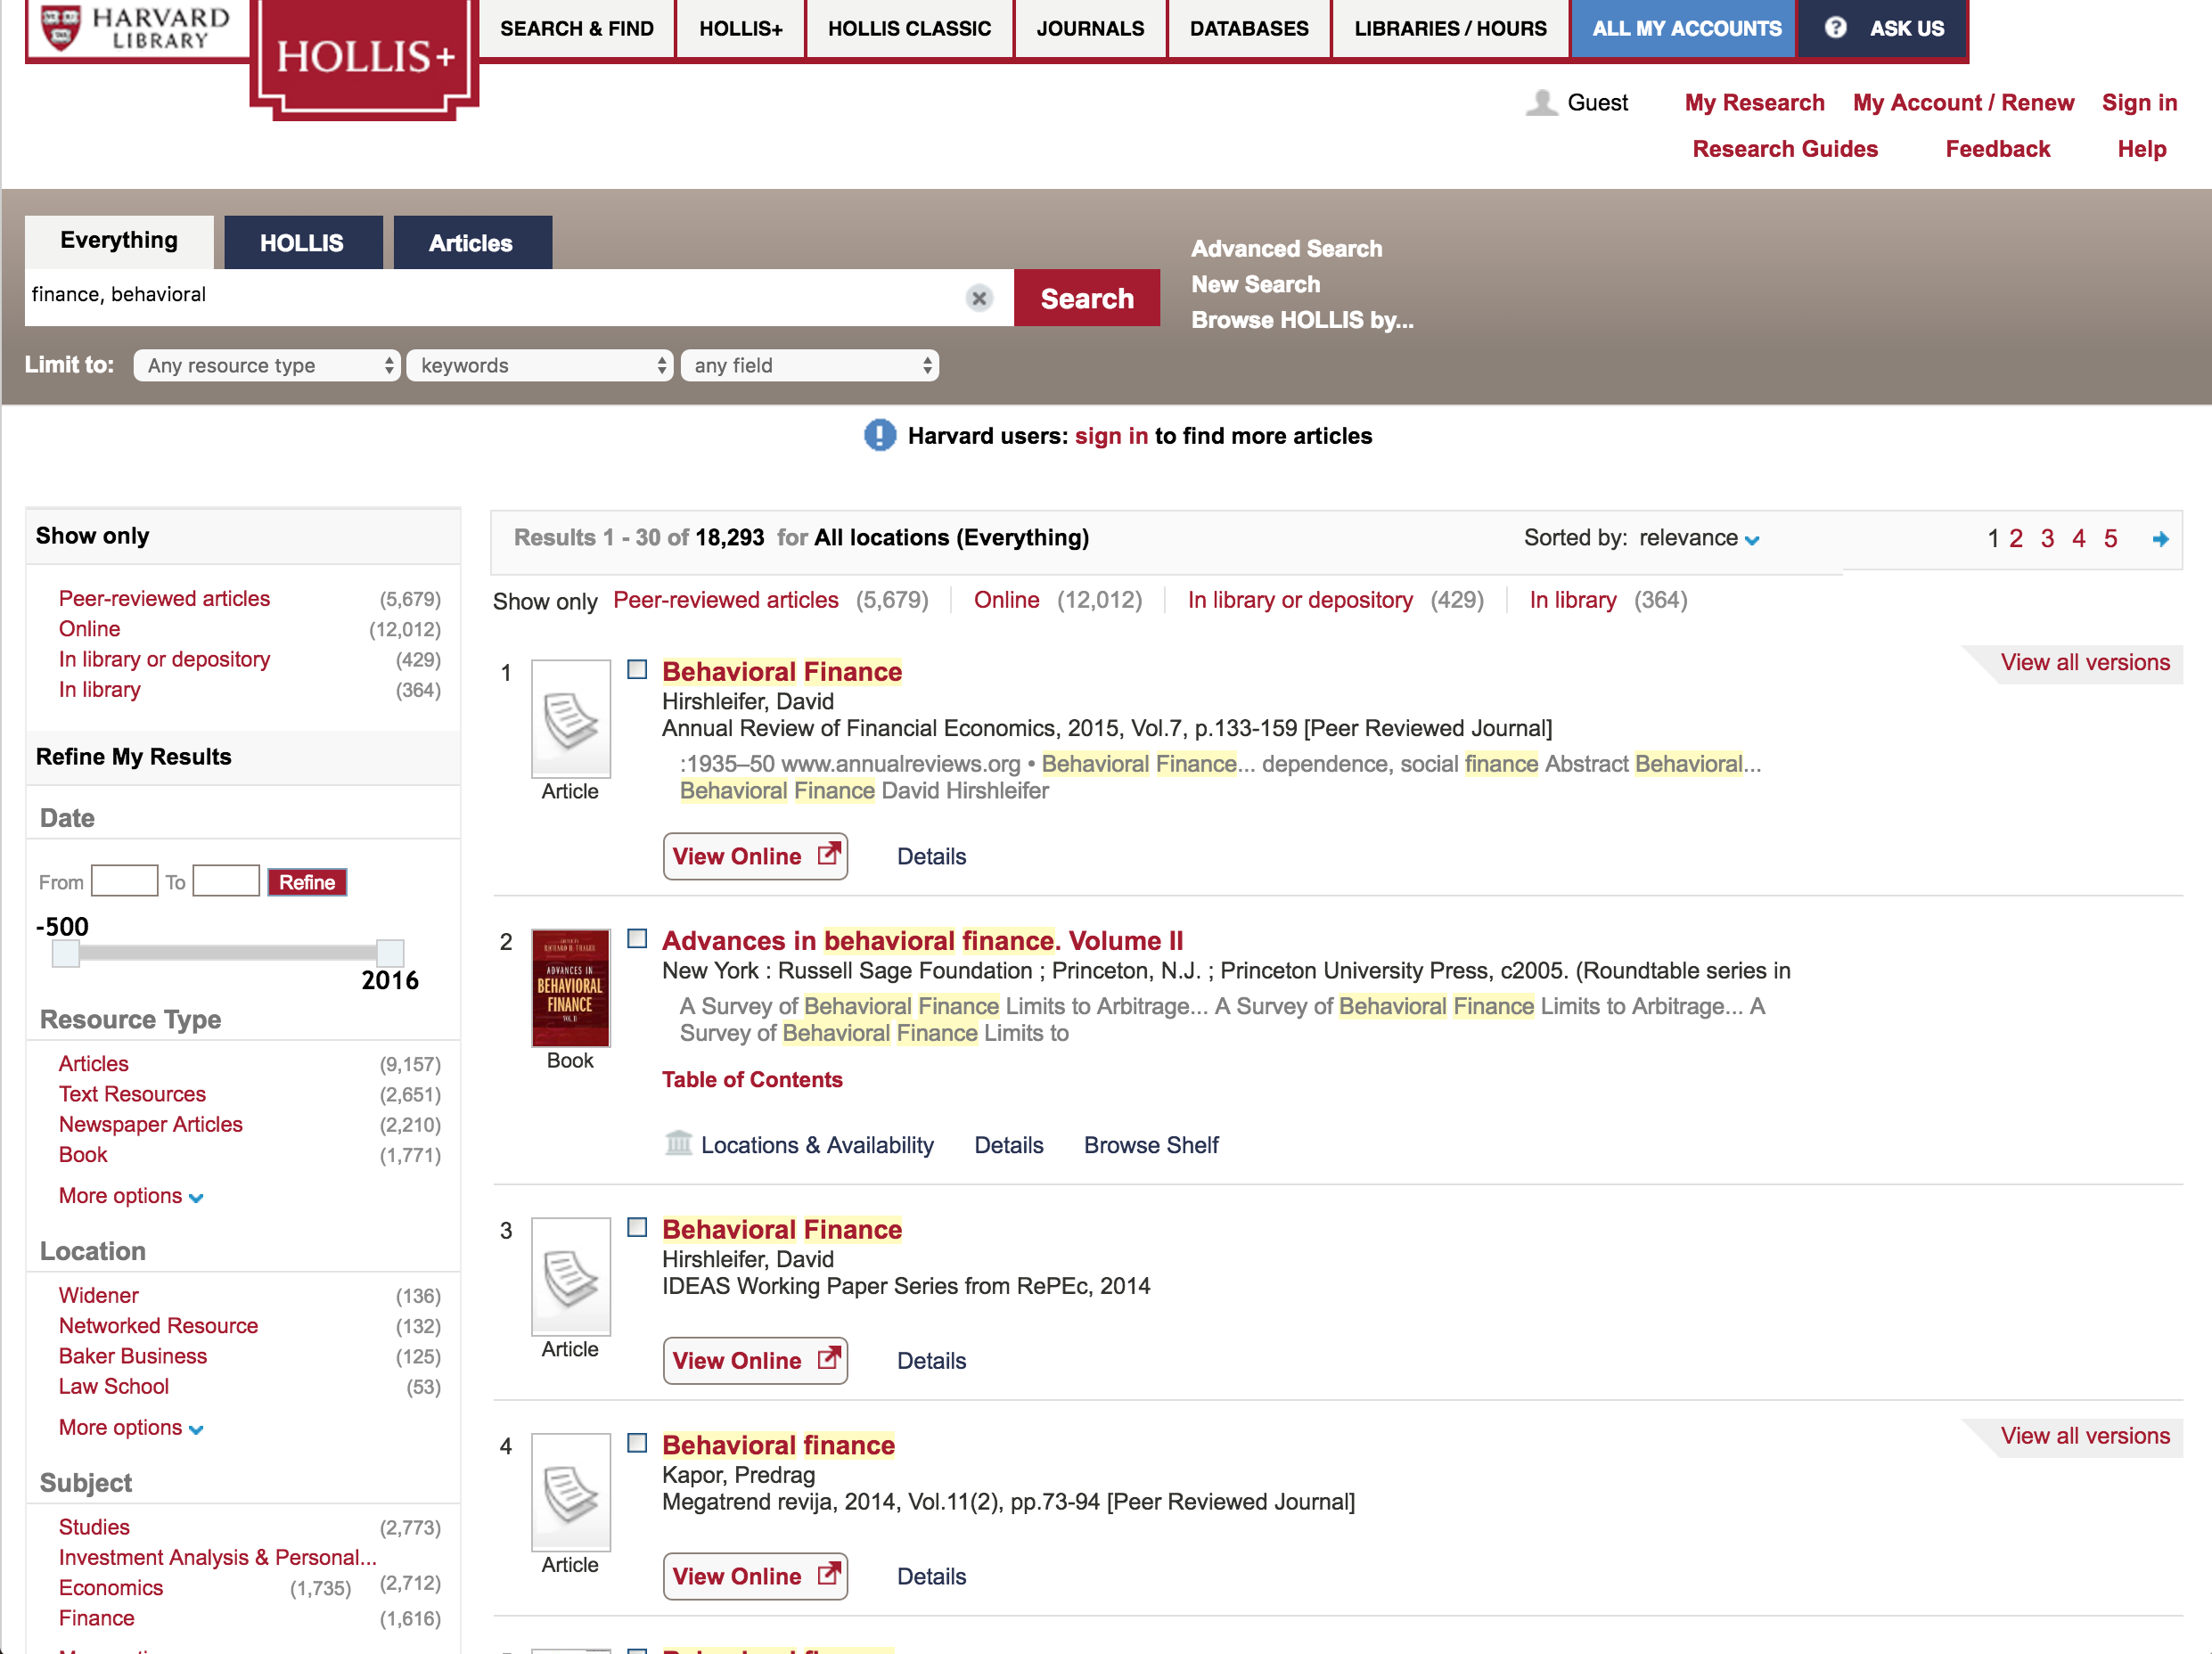 HARVARD
LIBRARY
HOLLIS+
SEARCH & FIND
HOLLIS+
HOLLIS CLASSIC
JOURNALS
DATABASES
LIBRARIES / HOURS
ALL MY ACCOUNTS
? ASK US
Guest
My Research
My Account / Renew
Sign in
Research Guides
Feedback
Help
Everything
HOLLIS
Articles
finance, behavioral
Search
Advanced Search
New Search
Browse HOLLIS by...
Limit to:
Any resource type
keywords
any field
Harvard users: sign in to find more articles
Show only
Peer-reviewed articles (5,679)
Online (12,012)
In library or depository (429)
In library (364)
Refine My Results
Date
From To Refine
-500
2016
Resource Type
Articles (9,157)
Text Resources (2,651)
Newspaper Articles (2,210)
Book (1,771)
More options
Location
Widener (136)
Networked Resource (132)
Baker Business (125)
Law School (53)
More options
Subject
Studies (2,773)
Investment Analysis & Personal...
(2,712)
Economics (1,735)
Finance (1,616)
Results 1 - 30 of 18,293 for All locations (Everything)
Sorted by: relevance
1 2 3 4 5
Show only Peer-reviewed articles (5,679) Online (12,012) In library or depository (429) In library (364)
1
Article
Behavioral Finance
View all versions
Hirshleifer, David
Annual Review of Financial Economics, 2015, Vol.7, p.133-159 [Peer Reviewed Journal]
:1935–50 www.annualreviews.org • Behavioral Finance... dependence, social finance Abstract Behavioral...
Behavioral Finance David Hirshleifer
View Online
Details
2
RICHARD H. THALER
ADVANCES IN
BEHAVIORAL
FINANCE
VOL. II
Book
Advances in behavioral finance. Volume II
New York : Russell Sage Foundation ; Princeton, N.J. ; Princeton University Press, c2005. (Roundtable series in
A Survey of Behavioral Finance Limits to Arbitrage... A Survey of Behavioral Finance Limits to Arbitrage... A
Survey of Behavioral Finance Limits to
Table of Contents
Locations & Availability
Details
Browse Shelf
3
Article
Behavioral Finance
Hirshleifer, David
IDEAS Working Paper Series from RePEc, 2014
View Online
Details
4
Article
Behavioral finance
View all versions
Kapor, Predrag
Megatrend revija, 2014, Vol.11(2), pp.73-94 [Peer Reviewed Journal]
View Online
Details